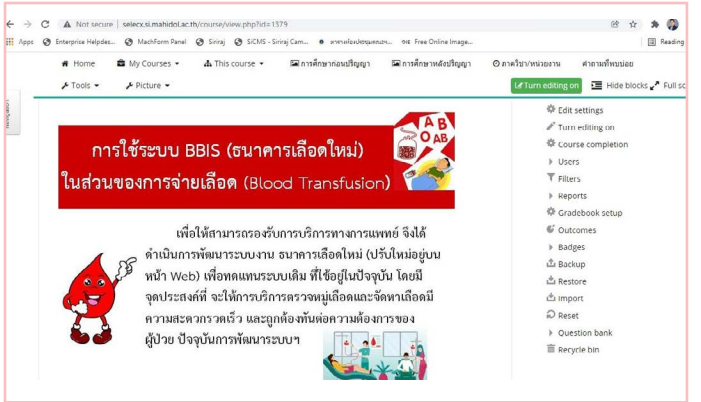 Not secure | selecx.si.mahidol.ac.th/course/view.php?id=1379
Apps Enterprise Helpdes... MachForm Panel Siriraj SiCMS - Siriraj Cam... Free Online Image... Reading
Home My Courses This course การศึกษาก่อนปริญญา การศึกษาหลังปริญญา ภาควิชา/หน่วยงาน คำถามที่พบบ่อย
Tools Picture Turn editing on Hide blocks Full sc
Edit settings
Turn editing on
Course completion
Users
Filters
Reports
Gradebook setup
Outcomes
Badges
Backup
Restore
Import
Reset
Question bank
Recycle bin
A B
O AB
การใช้ระบบ BBIS (ธนาคารเลือดใหม่)
ในส่วนของการจ่ายเลือด (Blood Transfusion)
เพื่อให้สามารถรองรับการบริการทางการแพทย์ จึงได้
ดำเนินการพัฒนาระบบงาน ธนาคารเลือดใหม่ (ปรับใหม่อยู่บน
หน้า Web) เพื่อทดแทนระบบเดิม ที่ใช้อยู่ในปัจจุบัน โดยมี
จุดประสงค์ที่ จะให้การบริการตรวจหมู่เลือดและจัดหาเลือดมี
ความสะดวกรวดเร็ว และถูกต้องทันต่อความต้องการของ
ผู้ป่วย ปัจจุบันการพัฒนาระบบฯ